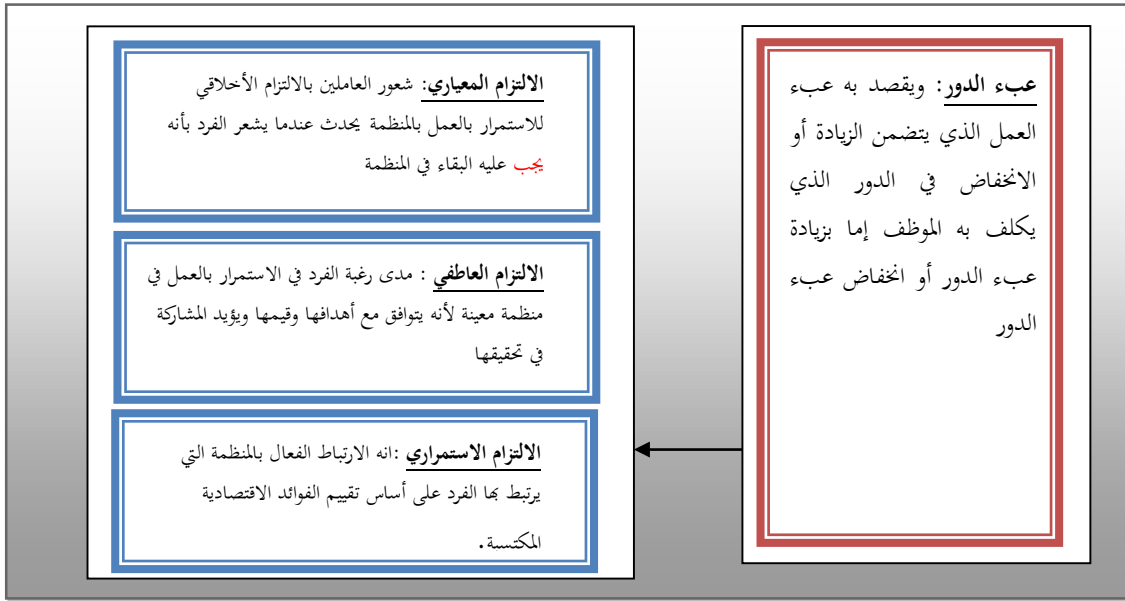 عبء الدور: ويقصد به عبء
العمل الذي يتضمن الزيادة أو
الانخفاض في الدور الذي
يكلف به الموظف إما بزيادة
عبء الدور أو انخفاض عبء
الدور
الالتزام المعياري: شعور العاملين بالالتزام الأخلاقي
للاستمرار بالعمل بالمنظمة يحدث عندما يشعر الفرد بأنه
يجب عليه البقاء في المنظمة
الالتزام العاطفي : مدى رغبة الفرد في الاستمرار بالعمل في
منظمة معينة لأنه يتوافق مع أهدافها وقيمها ويؤيد المشاركة
في تحقيقها
الالتزام الاستمراري :انه الارتباط الفعال بالمنظمة التي
يرتبط بها الفرد على أساس تقييم الفوائد الاقتصادية
المكتسبة.